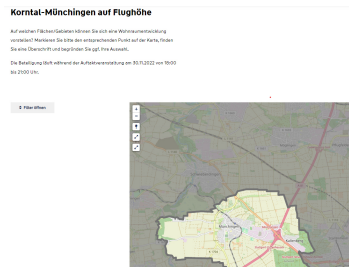 Korntal-Münchingen auf Flughöhe
Auf welchen Flächen/Gebieten können Sie sich eine Wohnraumentwicklung
vorstellen? Markieren Sie bitte den entsprechenden Punkt auf der Karte, finden
Sie eine Überschrift und begründen Sie ggf. Ihre Auswahl.
Die Beteiligung läuft während der Auftaktveranstaltung am 30.11.2022 von 18:00
bis 21:00 Uhr.
Filter öffnen
+
-